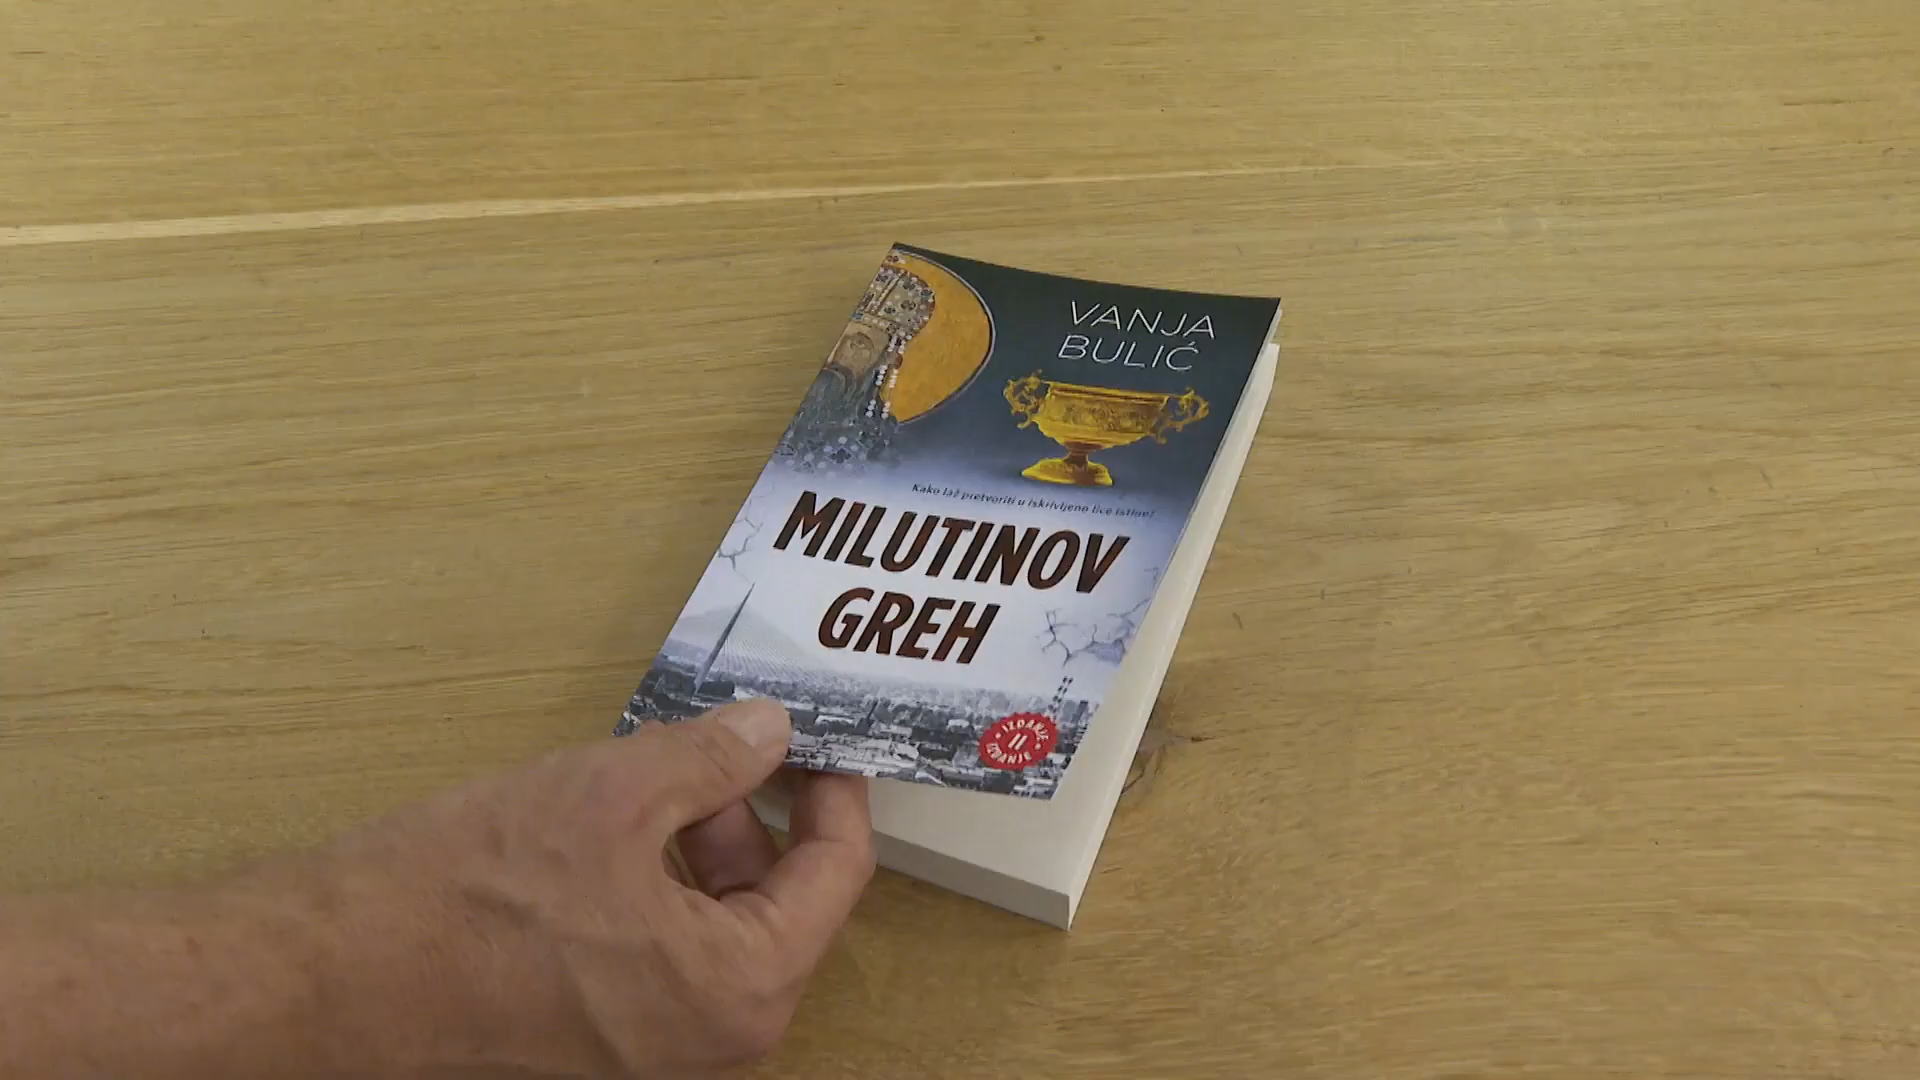 VANJA
BULIĆ
Kako laž pretvoriti u iskrivljeno lice istine?
MILUTINOV
GREH
IZDANJE
II
IZDANJE